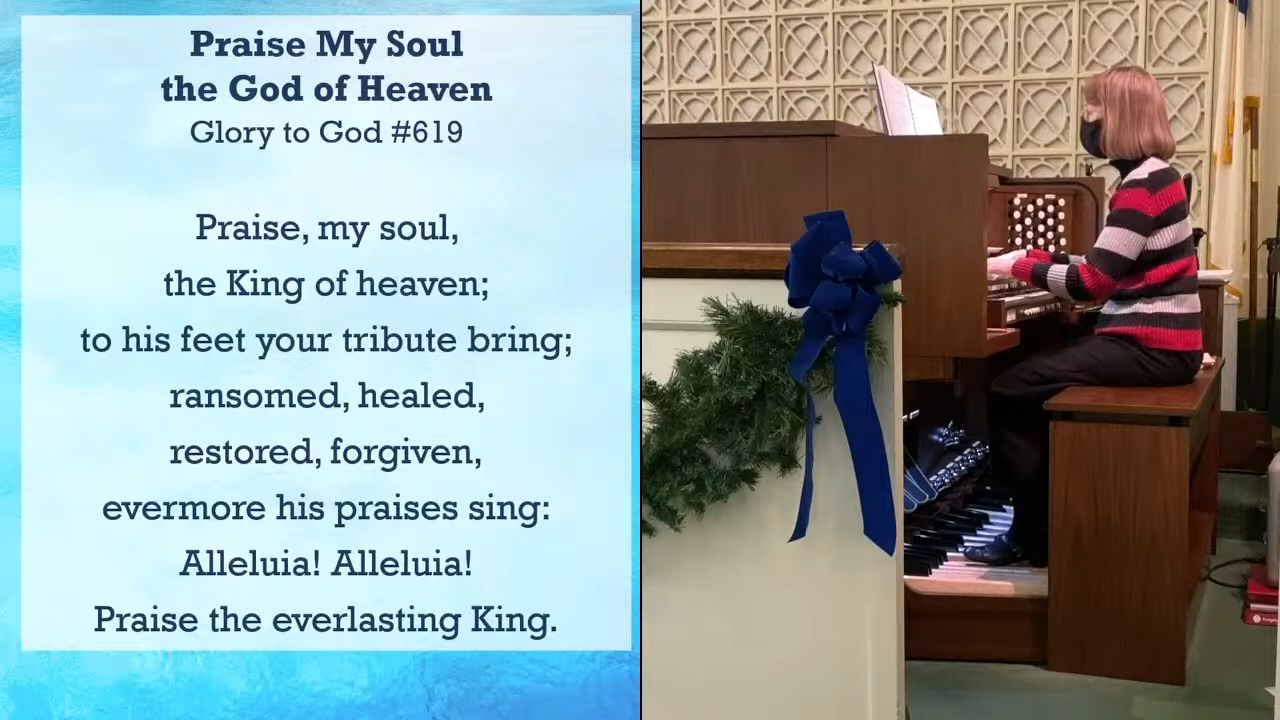 Praise My Soul
the God of Heaven
Glory to God #619
Praise, my soul,
the King of heaven;
to his feet your tribute bring;
ransomed, healed,
restored, forgiven,
evermore his praises sing:
Alleluia! Alleluia!
Praise the everlasting King.